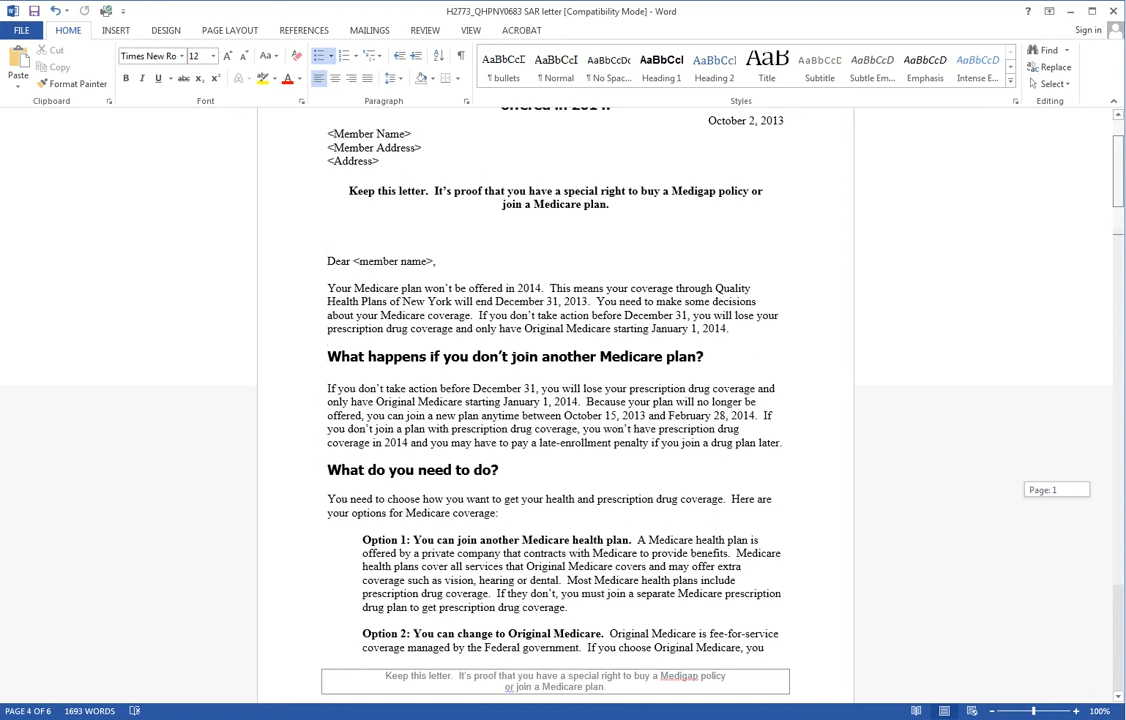 H2773_QHPNY0683 SAR letter [Compatibility Mode] - Word
FILE HOME INSERT DESIGN PAGE LAYOUT REFERENCES MAILINGS REVIEW VIEW ACROBAT Sign in
Paste Cut Copy Format Painter
Times New Ro 12 Aa
AaBbCcD AaBbCcI AaBbCcDc AaBbCcl AaBbCcI AaB AaBbCcD AaBbCcD AaBbCcD AaBbCcD
¶ bullets ¶ Normal ¶ No Spac... Heading 1 Heading 2 Title Subtitle Subtle Em... Emphasis Intense E...
Find Replace Select
Clipboard Font Paragraph Styles Editing
offered in 2014.
October 2, 2013
<Member Name>
<Member Address>
<Address>
Keep this letter. It’s proof that you have a special right to buy a Medigap policy or
join a Medicare plan.
Dear <member name>,
Your Medicare plan won’t be offered in 2014. This means your coverage through Quality
Health Plans of New York will end December 31, 2013. You need to make some decisions
about your Medicare coverage. If you don’t take action before December 31, you will lose your
prescription drug coverage and only have Original Medicare starting January 1, 2014.
What happens if you don’t join another Medicare plan?
If you don’t take action before December 31, you will lose your prescription drug coverage and
only have Original Medicare starting January 1, 2014. Because your plan will no longer be
offered, you can join a new plan anytime between October 15, 2013 and February 28, 2014. If
you don’t join a plan with prescription drug coverage, you won’t have prescription drug
coverage in 2014 and you may have to pay a late-enrollment penalty if you join a drug plan later.
What do you need to do?
You need to choose how you want to get your health and prescription drug coverage. Here are
your options for Medicare coverage:
Option 1: You can join another Medicare health plan. A Medicare health plan is
offered by a private company that contracts with Medicare to provide benefits. Medicare
health plans cover all services that Original Medicare covers and may offer extra
coverage such as vision, hearing or dental. Most Medicare health plans include
prescription drug coverage. If they don’t, you must join a separate Medicare prescription
drug plan to get prescription drug coverage.
Option 2: You can change to Original Medicare. Original Medicare is fee-for-service
coverage managed by the Federal government. If you choose Original Medicare, you
Keep this letter. It’s proof that you have a special right to buy a Medigap policy
or join a Medicare plan.
Page: 1
PAGE 4 OF 6 1693 WORDS 100%